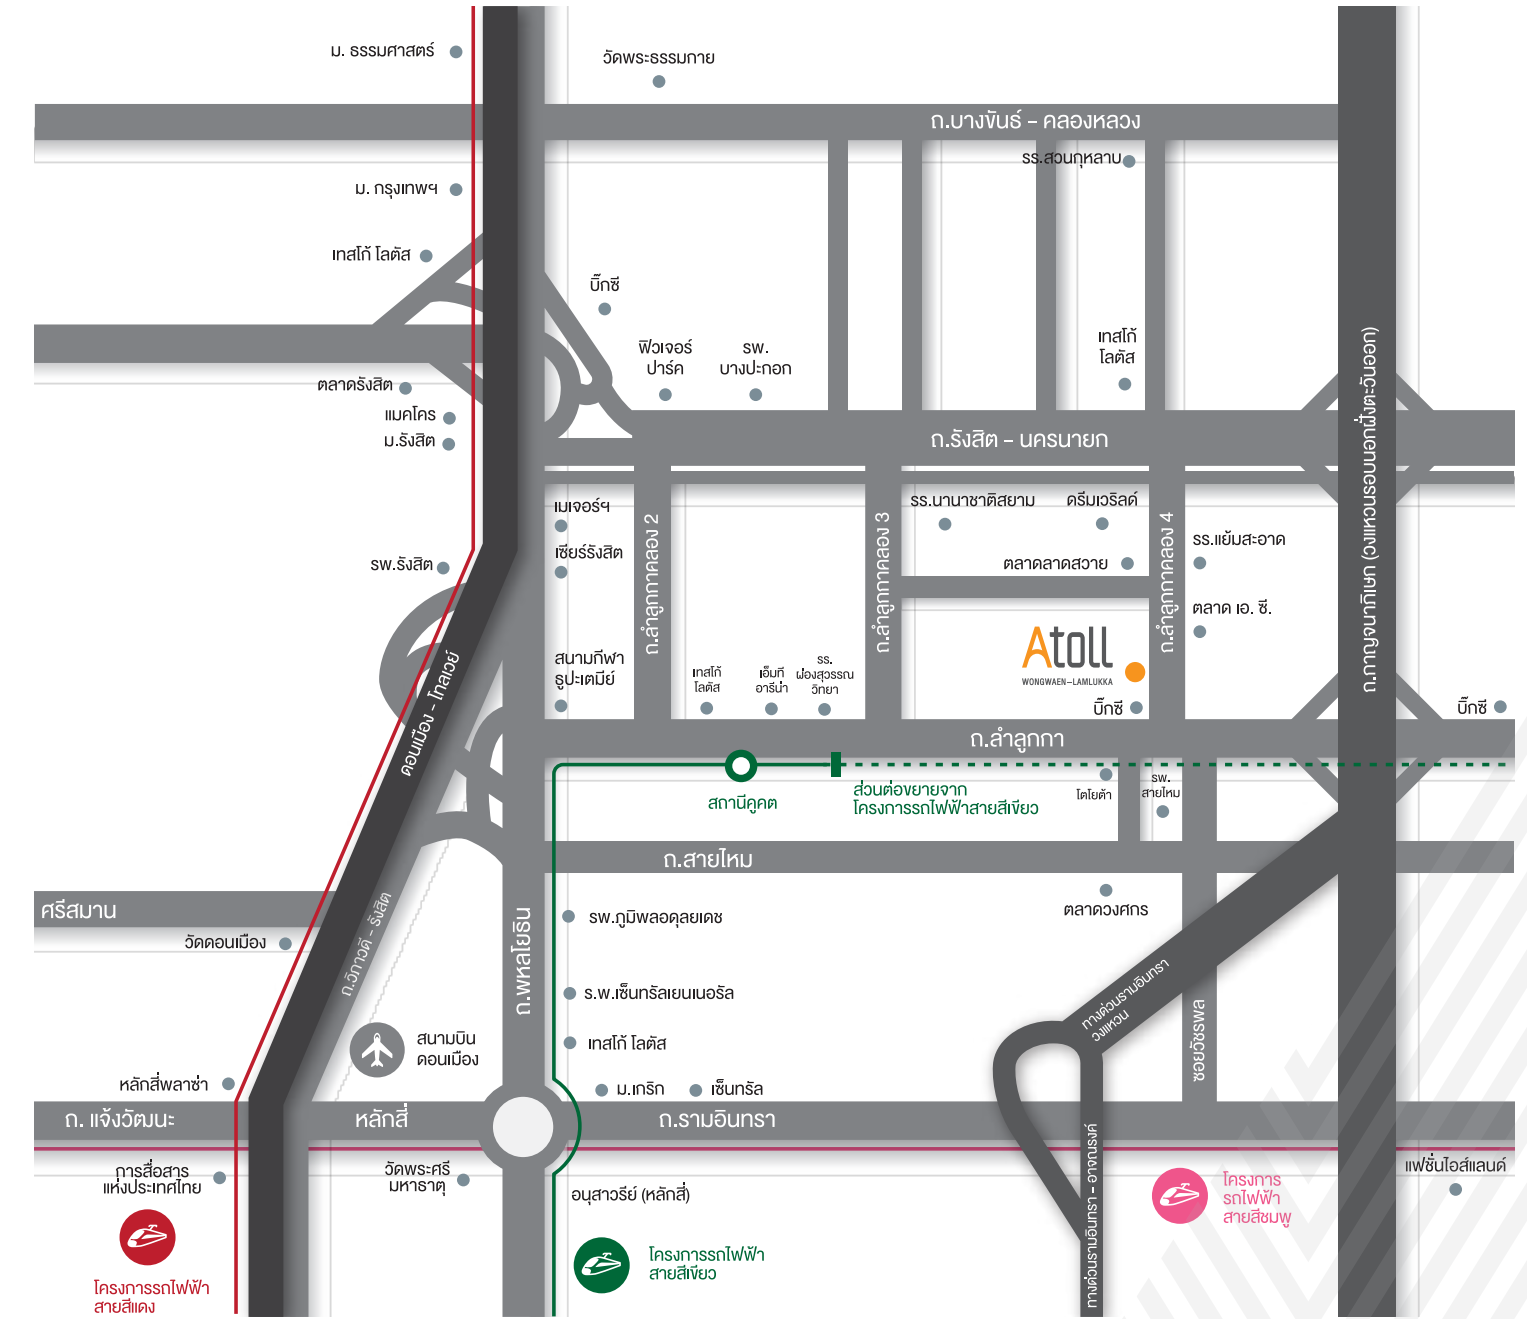 ม. ธรรมศาสตร์
วัดพระธรรมกาย
ถ.บางขันธ์ - คลองหลวง
รร.สวนกุหลาบ
ม. กรุงเทพฯ
เทสโก้ โลตัส
บิ๊กซี
ฟิวเจอร์
ปาร์ค
รพ.
บางปะกอก
เทสโก้
โลตัส
ตลาดรังสิต
แมคโคร
ม.รังสิต
ถ.รังสิต - นครนายก
ถ.กาญจนาภิเษก (วงแหวนรอบนอกฝั่งตะวันออก)
เมเจอร์ฯ
เซียร์รังสิต
รพ.รังสิต
ถ.ลำลูกกาคลอง 2
ถ.ลำลูกกาคลอง 3
รร.นานาชาติสยาม
ดรีมเวริลด์
ตลาดลาดสวาย
ถ.ลำลูกกาคลอง 4
รร.แย้มสะอาด
ตลาด เอ. ซี.
Atoll
WONGWAEN-LAMLUKKA
สนามกีฬา
ธูปะเตมีย์
เทสโก้
โลตัส
เอ็มที
อารีน่า
รร.
ผ่องสุวรรณ
วิทยา
บิ๊กซี
บิ๊กซี
ดอนเมือง - โทลเวย์
ถ.ลำลูกกา
สถานีคูคต
ส่วนต่อขยายจาก
โครงการรถไฟฟ้าสายสีเขียว
โตโยต้า
รพ.
สายไหม
ถ.สายไหม
ศรีสมาน
วัดดอนเมือง
ถ.วิภาวดี - รังสิต
ถ.พหลโยธิน
รพ.ภูมิพลอดุลยเดช
ตลาดวงศกร
ร.พ.เซ็นทรัลเยนเนอรัล
ทางด่วนรามอินทรา
วงแหวน
ซอยวัชรพล
สนามบิน
ดอนเมือง
เทสโก้ โลตัส
หลักสี่พลาซ่า
ม.เกริก
เซ็นทรัล
ถ. แจ้งวัฒนะ
หลักสี่
ถ.รามอินทรา
การสื่อสาร
แห่งประเทศไทย
วัดพระศรี
มหาธาตุ
อนุสาวรีย์ (หลักสี่)
ทางด่วนรามอินทรา - อาจณรงค์
โครงการ
รถไฟฟ้า
สายสีชมพู
แฟชั่นไอส์แลนด์
โครงการรถไฟฟ้า
สายสีเขียว
โครงการรถไฟฟ้า
สายสีแดง